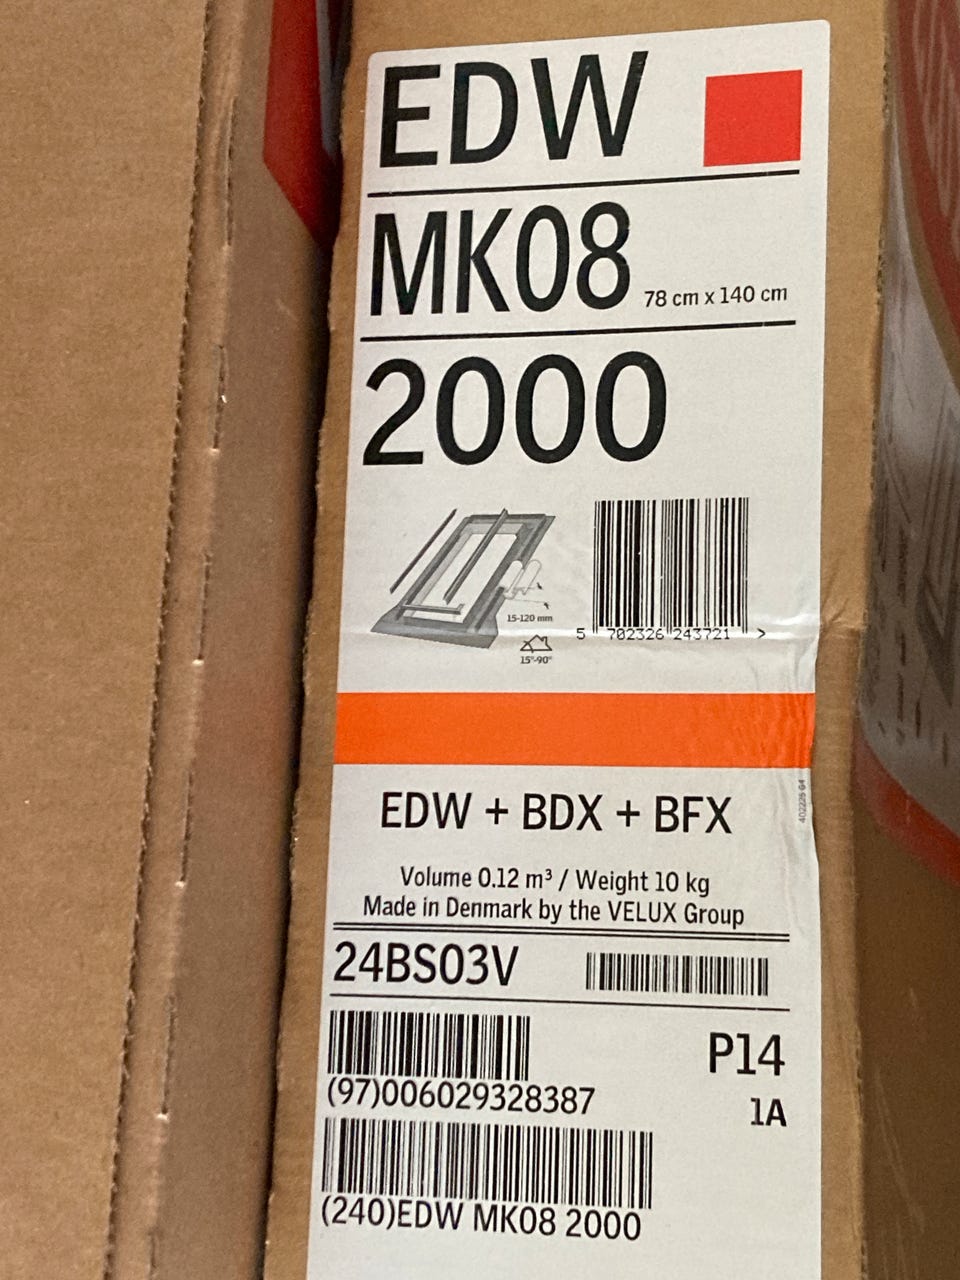 EDW
MK08 78 cm x 140 cm
2000
15-120 mm
15°-90°
5 702326 243721 >
EDW + BDX + BFX
Volume 0.12 m³ / Weight 10 kg
Made in Denmark by the VELUX Group
24BS03V
P14
(97)006029328387
1A
(240)EDW MK08 2000